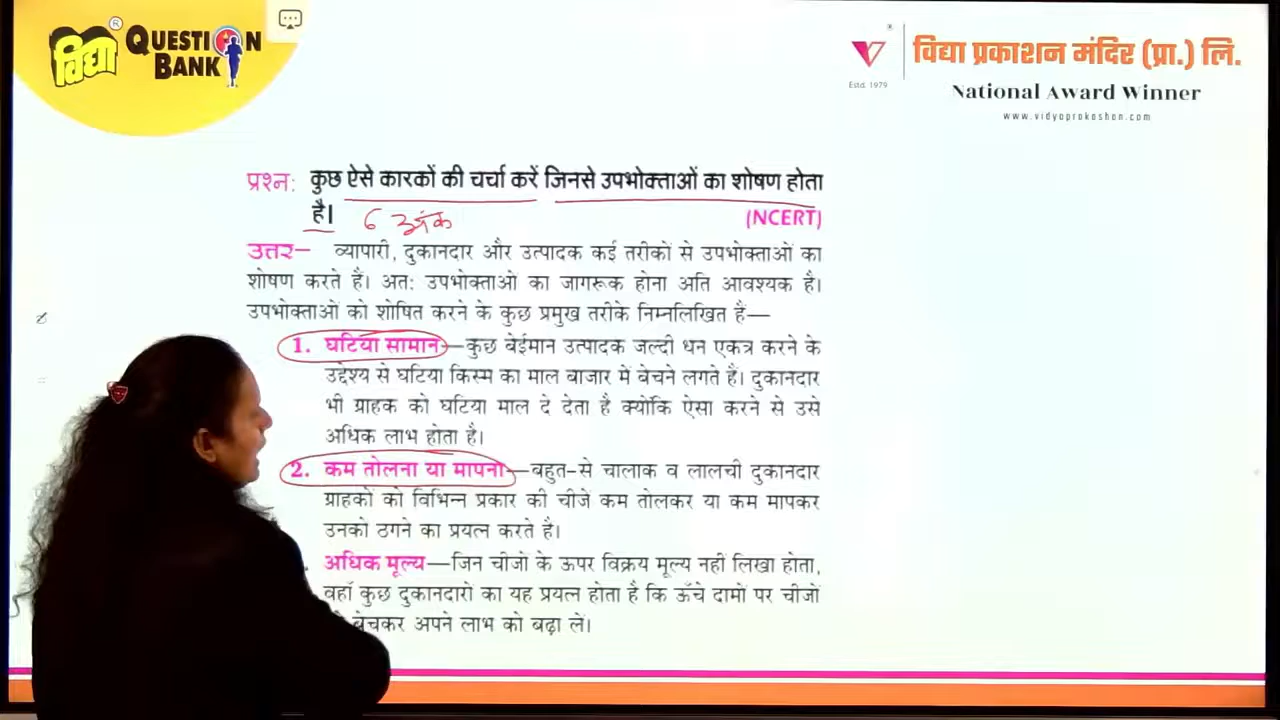 विद्या QUESTION BANK
विद्या प्रकाशन मंदिर (प्रा.) लि.
Estd. 1979
National Award Winner
www.vidyaprakashan.com
प्रश्न: कुछ ऐसे कारकों की चर्चा करें जिनसे उपभोक्ताओं का शोषण होता
है। 6 अंक (NCERT)
उत्तर– व्यापारी, दुकानदार और उत्पादक कई तरीकों से उपभोक्ताओं का
शोषण करते हैं। अत: उपभोक्ताओं का जागरूक होना अति आवश्यक है।
उपभोक्ताओं को शोषित करने के कुछ प्रमुख तरीके निम्नलिखित हैं—
1. घटिया सामान—कुछ बेईमान उत्पादक जल्दी धन एकत्र करने के
उद्देश्य से घटिया किस्म का माल बाजार में बेचने लगते हैं। दुकानदार
भी ग्राहक को घटिया माल दे देता है क्योंकि ऐसा करने से उसे
अधिक लाभ होता है।
2. कम तोलना या मापना—बहुत-से चालाक व लालची दुकानदार
ग्राहकों को विभिन्न प्रकार की चीजें कम तोलकर या कम मापकर
उनको ठगने का प्रयत्न करते हैं।
अधिक मूल्य—जिन चीजों के ऊपर विक्रय मूल्य नहीं लिखा होता,
वहाँ कुछ दुकानदारों का यह प्रयत्न होता है कि ऊँचे दामों पर चीजों
बेचकर अपने लाभ को बढ़ा लें।